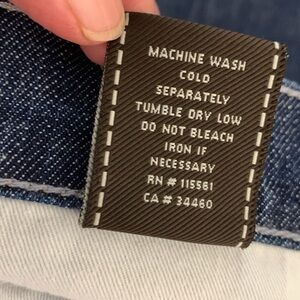 MACHINE WASH
COLD
SEPARATELY
TUMBLE DRY LOW
DO NOT BLEACH
IRON IF
NECESSARY
RN # 115581
CA # 34460